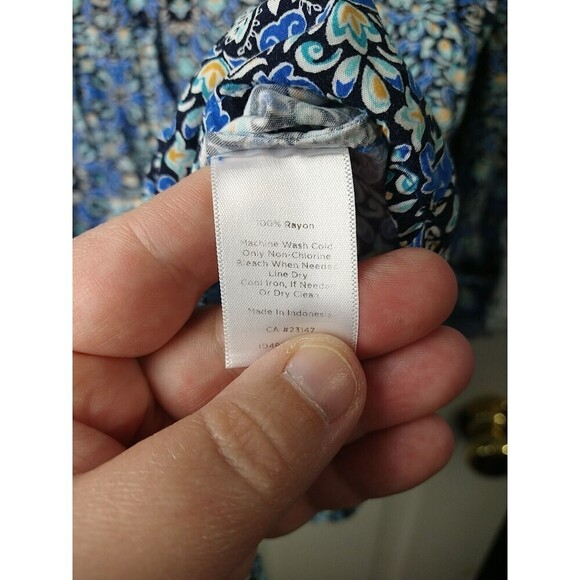 100% Rayon
Machine Wash Cold
Only Non-Chlorine
Bleach When Needed
Line Dry
Cool Iron, If Needed
Or Dry Clean
Made In Indonesia
CA #23147